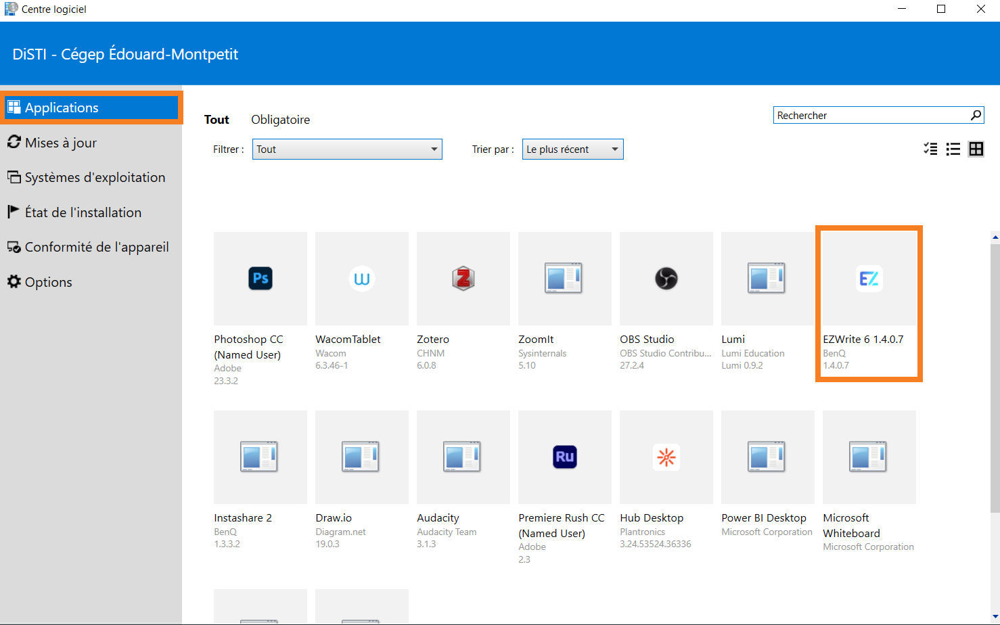 Centre logiciel
DiSTI - Cégep Édouard-Montpetit
Applications
Mises à jour
Systèmes d'exploitation
État de l'installation
Conformité de l'appareil
Options
Tout Obligatoire
Rechercher
Filtrer : Tout Trier par : Le plus récent
Ps
Photoshop CC
(Named User)
Adobe
23.3.2
W
WacomTablet
Wacom
6.3.46-1
Z
Zotero
CHNM
6.0.8
ZoomIt
Sysinternals
5.10
OBS Studio
OBS Studio Contribu...
27.2.4
Lumi
Lumi Education
Lumi 0.9.2
EZ
EZWrite 6 1.4.0.7
BenQ
1.4.0.7
Instashare 2
BenQ
1.3.3.2
Draw.io
Diagram.net
19.0.3
Audacity
Audacity Team
3.1.3
Ru
Premiere Rush CC
(Named User)
Adobe
2.3
Hub Desktop
Plantronics
3.24.53524.36336
Power BI Desktop
Microsoft Corporation
Microsoft
Whiteboard
Microsoft Corporation